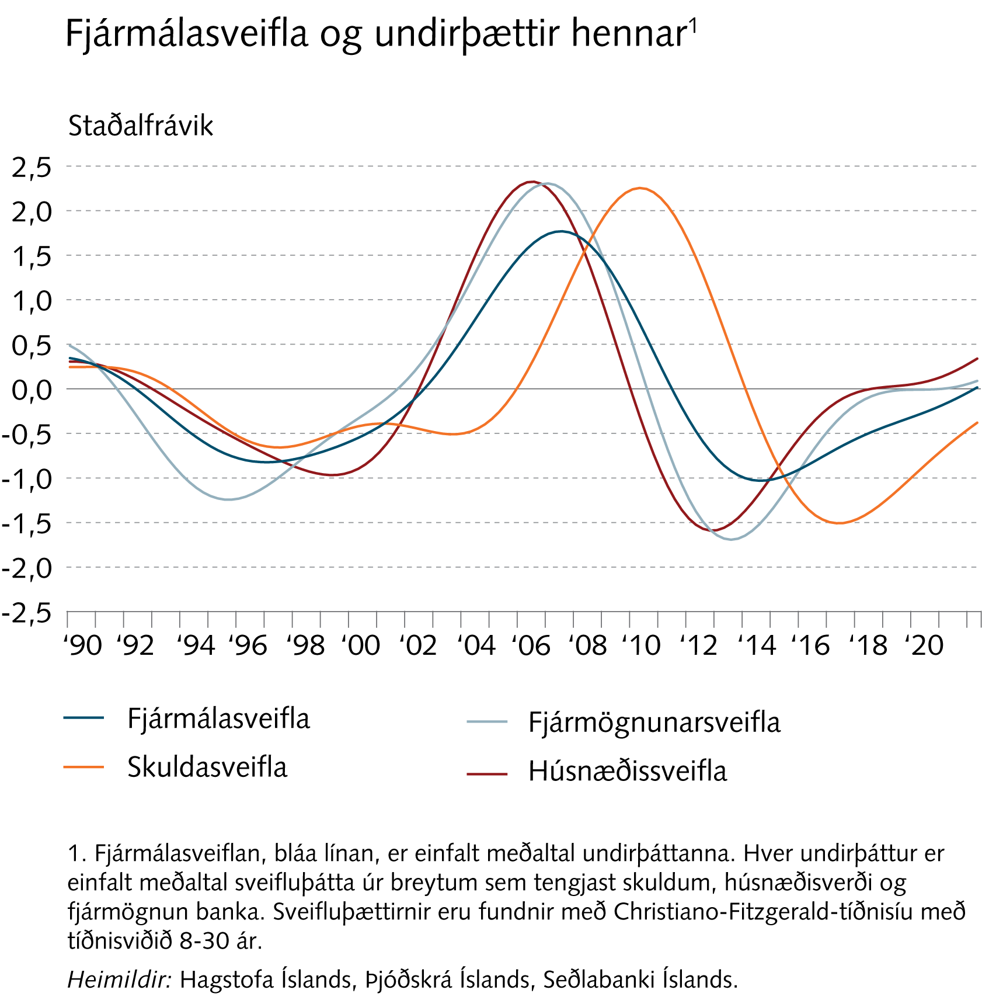 Fjármálasveifla og undirþættir hennar¹
Staðalfrávik
2,5
2,0
1,5
1,0
0,5
0,0
-0,5
-1,0
-1,5
-2,0
-2,5
‘90 ‘92 ‘94 ‘96 ‘98 ‘00 ‘02 ‘04 ‘06 ‘08 ‘10 ‘12 ‘14 ‘16 ‘18 ‘20
Fjármálasveifla
Fjármögnunarsveifla
Skuldasveifla
Húsnæðissveifla
1. Fjármálasveiflan, bláa línan, er einfalt meðaltal undirþáttanna. Hver undirþáttur er
einfalt meðaltal sveifluþátta úr breytum sem tengjast skuldum, húsnæðisverði og
fjármögnun banka. Sveifluþættirnir eru fundnir með Christiano-Fitzgerald-tíðnisíu með
tíðnisviðið 8-30 ár.
Heimildir: Hagstofa Íslands, Þjóðskrá Íslands, Seðlabanki Íslands.